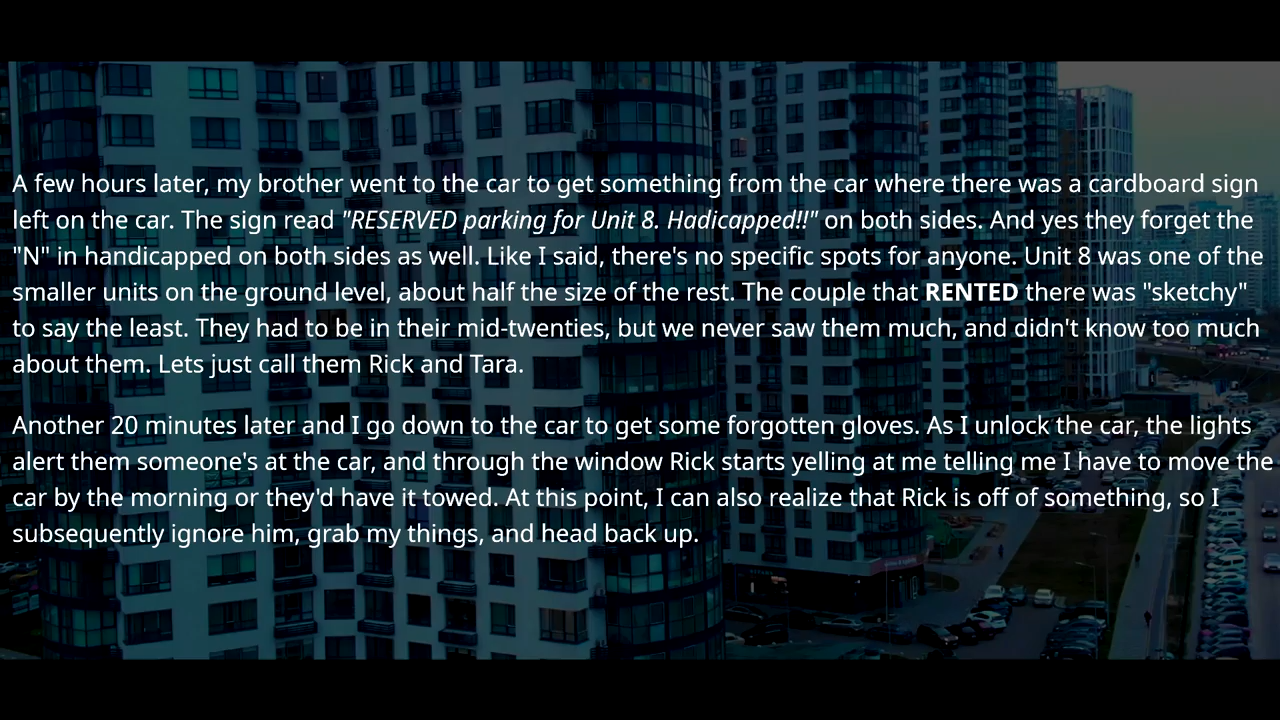 A few hours later, my brother went to the car to get something from the car where there was a cardboard sign
left on the car. The sign read "RESERVED parking for Unit 8. Hadicapped!!" on both sides. And yes they forget the
"N" in handicapped on both sides as well. Like I said, there's no specific spots for anyone. Unit 8 was one of the
smaller units on the ground level, about half the size of the rest. The couple that RENTED there was "sketchy"
to say the least. They had to be in their mid-twenties, but we never saw them much, and didn't know too much
about them. Lets just call them Rick and Tara.
Another 20 minutes later and I go down to the car to get some forgotten gloves. As I unlock the car, the lights
alert them someone's at the car, and through the window Rick starts yelling at me telling me I have to move the
car by the morning or they'd have it towed. At this point, I can also realize that Rick is off of something, so I
subsequently ignore him, grab my things, and head back up.